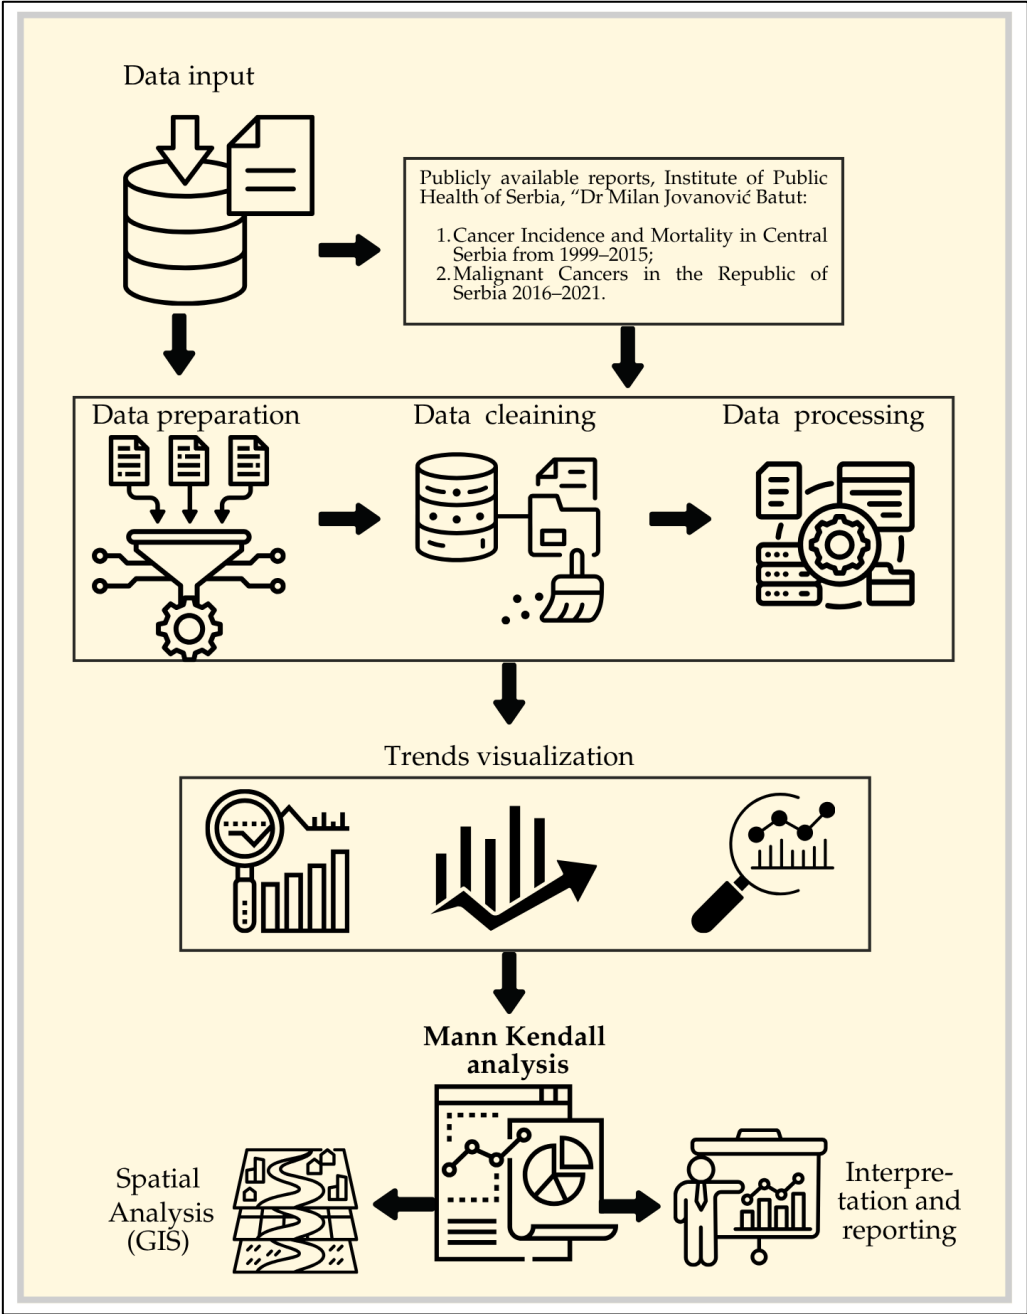 Data input
Publicly available reports, Institute of Public
Health of Serbia, “Dr Milan Jovanović Batut:
1. Cancer Incidence and Mortality in Central
Serbia from 1999–2015;
2. Malignant Cancers in the Republic of
Serbia 2016–2021.
Data preparation
Data cleaining
Data processing
Trends visualization
Mann Kendall
analysis
Spatial
Analysis
(GIS)
Interpre-
tation and
reporting